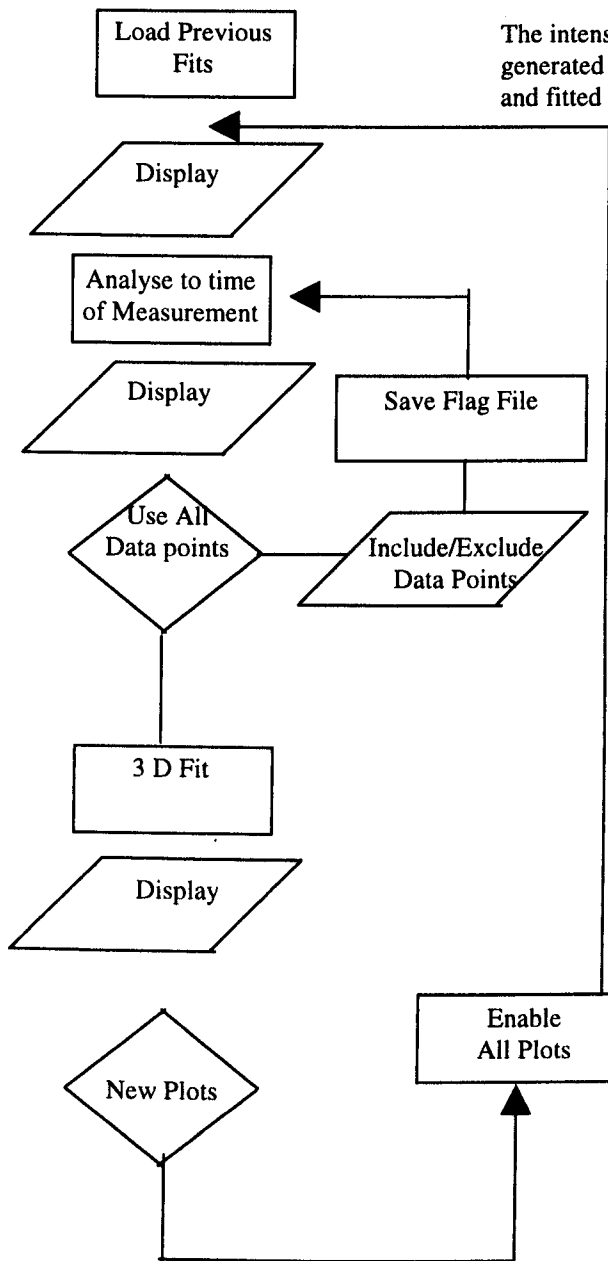 Load Previous
Fits
The intens
generated
and fitted
Display
Analyse to time
of Measurement
Display
Save Flag File
Use All
Data points
Include/Exclude
Data Points
3 D Fit
Display
Enable
All Plots
New Plots